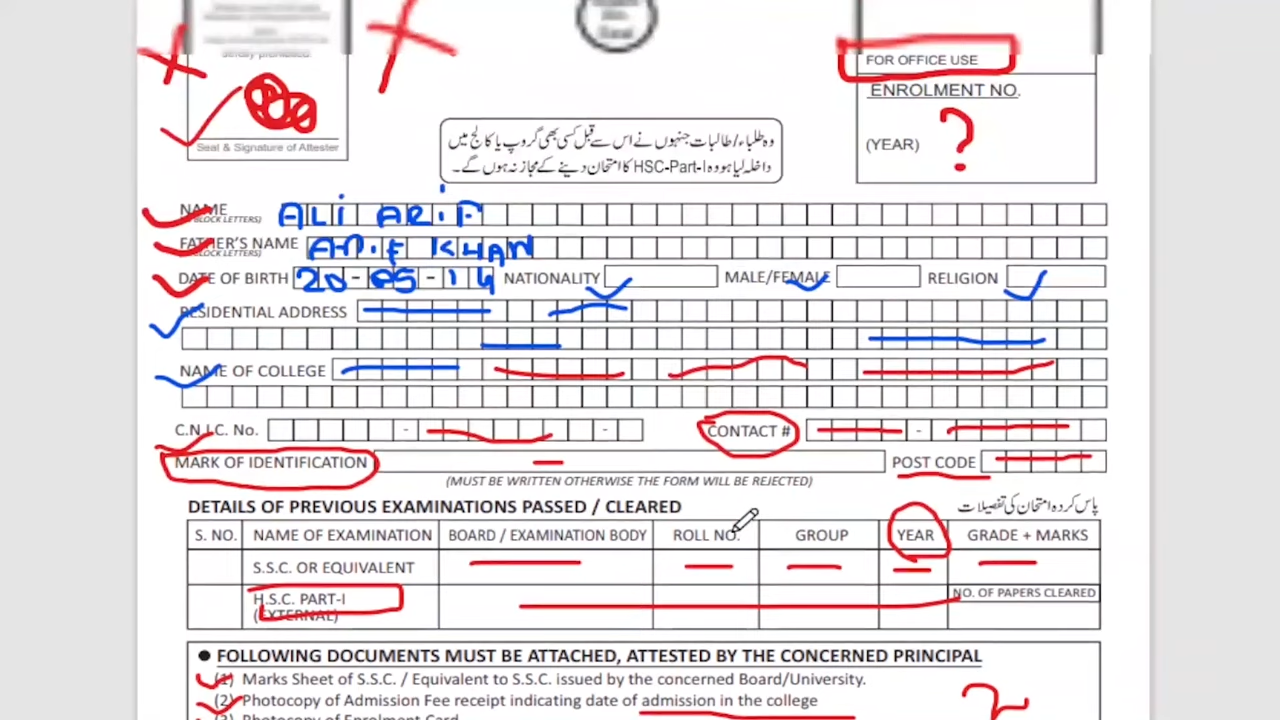 strictly prohibited.
Seal & Signature of Attester
FOR OFFICE USE
ENROLMENT NO.
(YEAR) ?
وہ طلباء/طالبات جنہوں نے اس سے قبل کسی بھی گروپ یا کالج میں
داخلہ لیا ہو وہ HSC-Part-I کا امتحان دینے کے مجاز نہ ہوں گے۔
NAME ALI ARIF
BLOCK LETTERS)
FATHER'S NAME ARIF KHAN
BLOCK LETTERS)
DATE OF BIRTH 20-05-14 NATIONALITY MALE/FEMALE RELIGION
RESIDENTIAL ADDRESS
NAME OF COLLEGE
C.N.I.C. No. - - CONTACT # -
MARK OF IDENTIFICATION POST CODE
(MUST BE WRITTEN OTHERWISE THE FORM WILL BE REJECTED)
DETAILS OF PREVIOUS EXAMINATIONS PASSED / CLEARED پاس کردہ امتحان کی تفصیلات
S. NO. NAME OF EXAMINATION BOARD / EXAMINATION BODY ROLL NO. GROUP YEAR GRADE + MARKS
S.S.C. OR EQUIVALENT
H.S.C. PART-I NO. OF PAPERS CLEARED
(EXTERNAL)
● FOLLOWING DOCUMENTS MUST BE ATTACHED, ATTESTED BY THE CONCERNED PRINCIPAL
(1) Marks Sheet of S.S.C. / Equivalent to S.S.C. issued by the concerned Board/University.
(2) Photocopy of Admission Fee receipt indicating date of admission in the college
(3) Photocopy of Enrolment Card